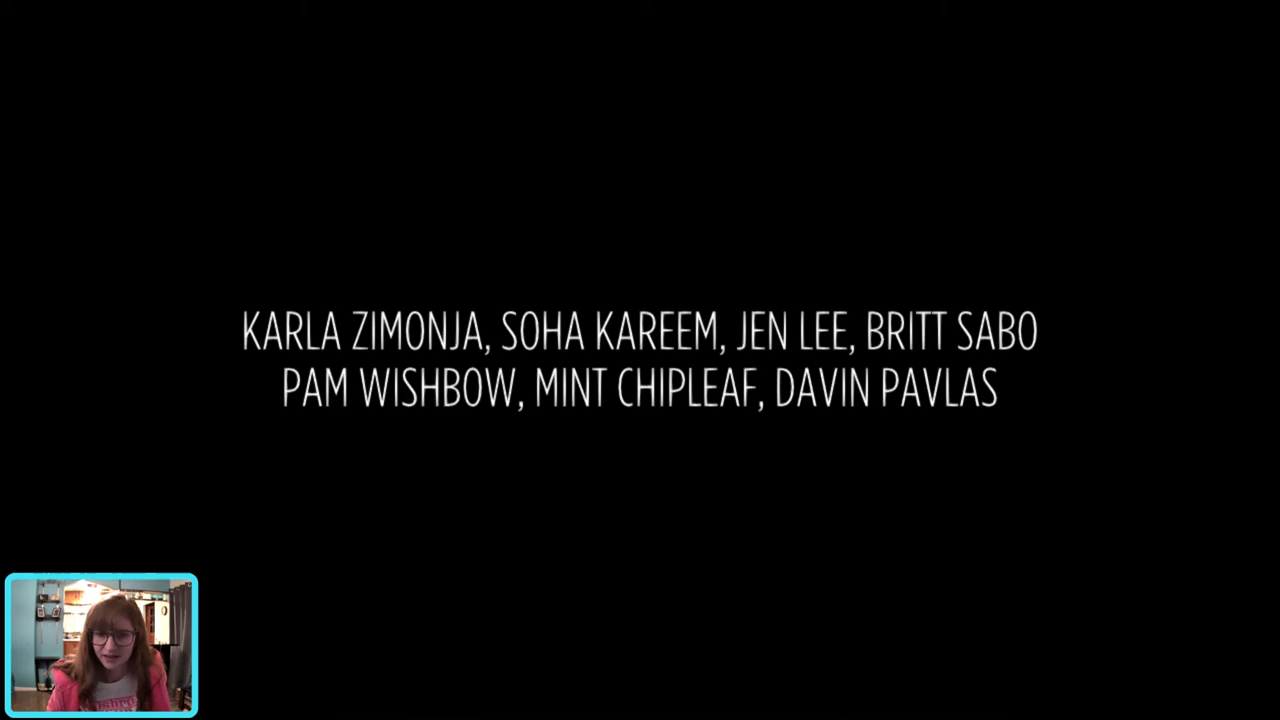 KARLA ZIMONJA, SOHA KAREEM, JEN LEE, BRITT SABO
PAM WISHBOW, MINT CHIPLEAF, DAVIN PAVLAS